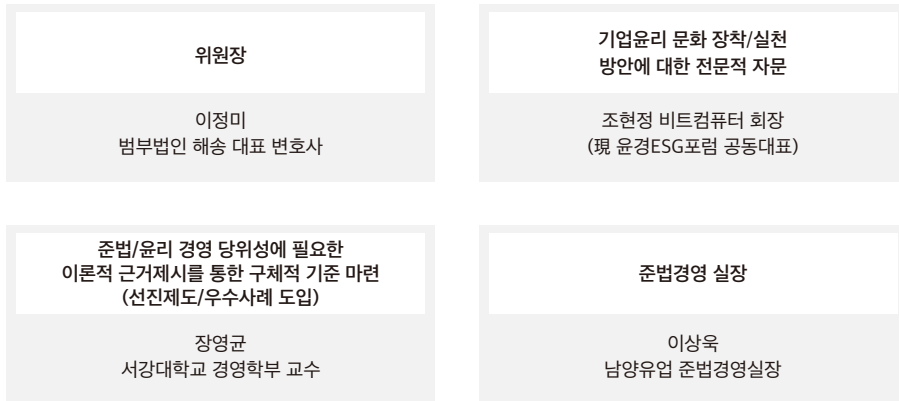 위원장
이정미
범부법인 해송 대표 변호사
기업윤리 문화 장착/실천
방안에 대한 전문적 자문
조현정 비트컴퓨터 회장
(現 윤경ESG포럼 공동대표)
준법/윤리 경영 당위성에 필요한
이론적 근거제시를 통한 구체적 기준 마련
(선진제도/우수사례 도입)
장영균
서강대학교 경영학부 교수
준법경영 실장
이상욱
남양유업 준법경영실장